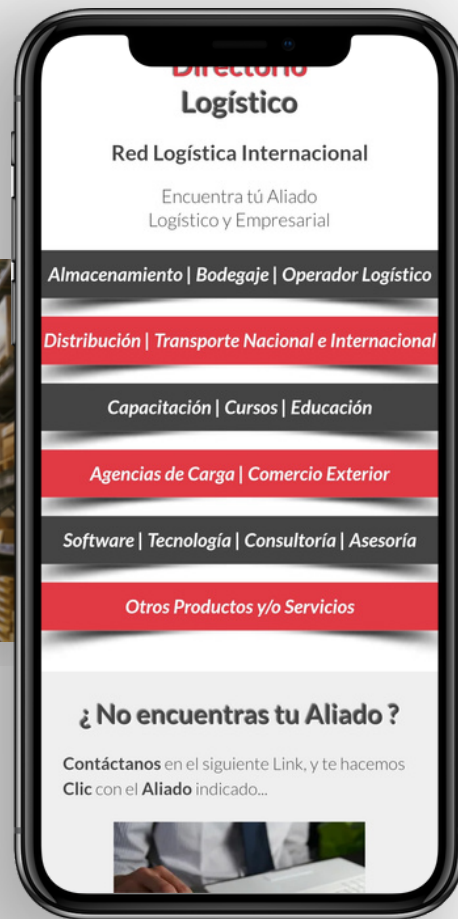 Directorio
Logístico
Red Logística Internacional
Encuentra tú Aliado
Logístico y Empresarial
Almacenamiento | Bodegaje | Operador Logístico
Distribución | Transporte Nacional e Internacional
Capacitación | Cursos | Educación
Agencias de Carga | Comercio Exterior
Software | Tecnología | Consultoría | Asesoría
Otros Productos y/o Servicios
¿ No encuentras tu Aliado ?
Contáctanos en el siguiente Link, y te hacemos
Clic con el Aliado indicado...